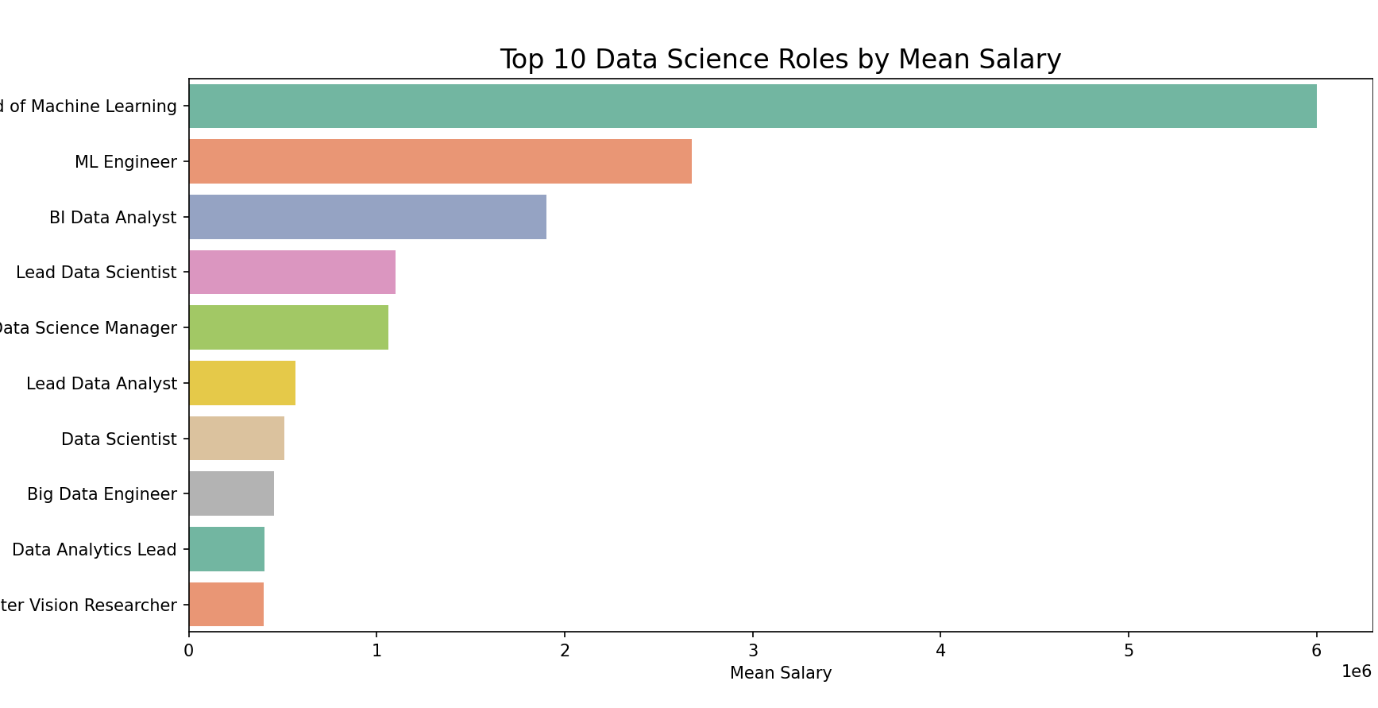 Top 10 Data Science Roles by Mean Salary
d of Machine Learning
ML Engineer
BI Data Analyst
Lead Data Scientist
Data Science Manager
Lead Data Analyst
Data Scientist
Big Data Engineer
Data Analytics Lead
ter Vision Researcher
0 1 2 3 4 5 6
1e6
Mean Salary